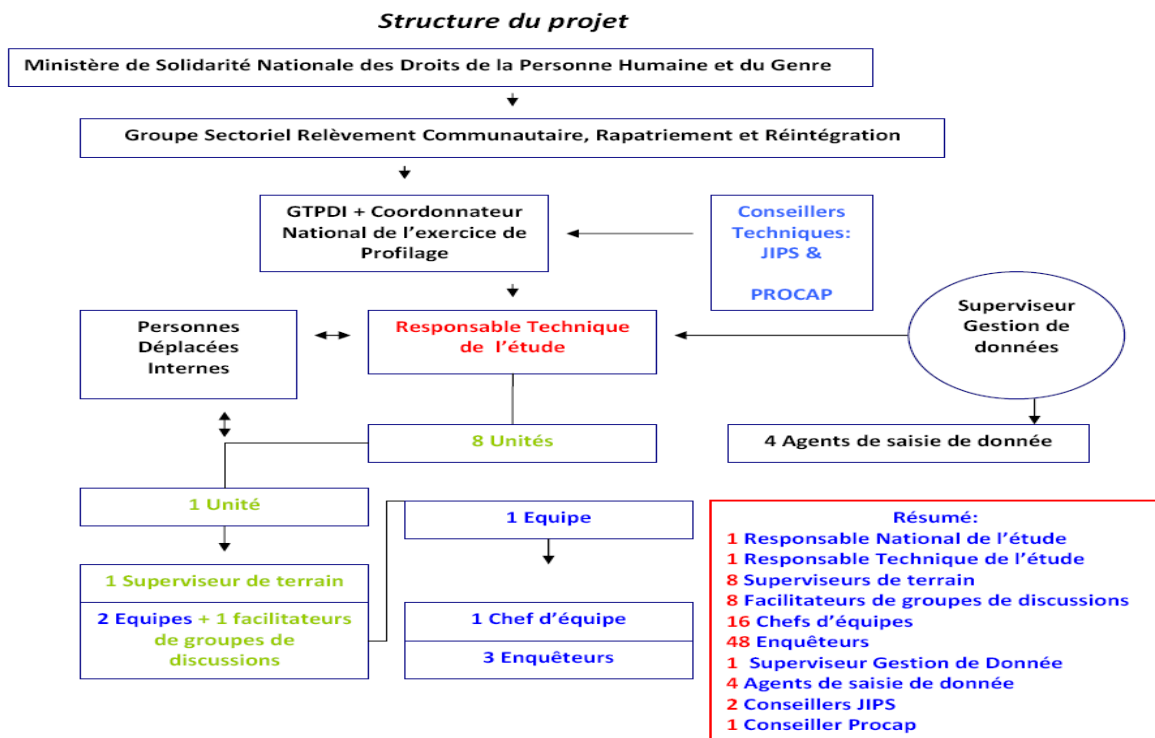 Structure du projet
Ministère de Solidarité Nationale des Droits de la Personne Humaine et du Genre
Groupe Sectoriel Relèvement Communautaire, Rapatriement et Réintégration
GTPDI + Coordonnateur
National de l'exercice de
Profilage
Conseillers
Techniques:
JIPS &
PROCAP
Superviseur
Gestion de
données
Personnes
Déplacées
Internes
Responsable Technique
de l'étude
8 Unités
4 Agents de saisie de donnée
1 Unité
1 Superviseur de terrain
2 Equipes + 1 facilitateurs
de groupes de
discussions
1 Equipe
1 Chef d'équipe
3 Enquêteurs
Résumé:
1 Responsable National de l'étude
1 Responsable Technique de l'étude
8 Superviseurs de terrain
8 Facilitateurs de groupes de discussions
16 Chefs d'équipes
48 Enquêteurs
1 Superviseur Gestion de Donnée
4 Agents de saisie de donnée
2 Conseillers JIPS
1 Conseiller Procap